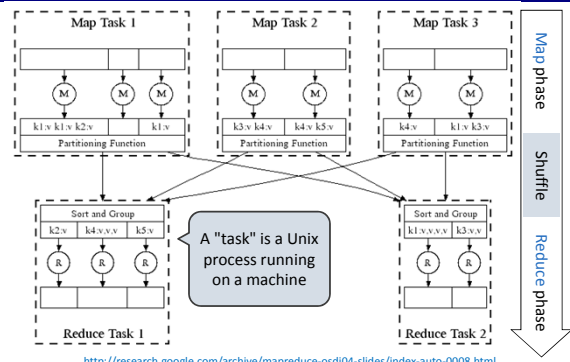 Map Task 1
Map Task 2
Map Task 3
M
M
M
M
M
M
M
k1:v k1:v k2:v
k1:v
k3:v k4:v
k4:v k5:v
k4:v
k1:v k3:v
Partitioning Function
Partitioning Function
Partitioning Function
Sort and Group
k2:v
k4:v,v,v
k5:v
R
R
R
Reduce Task 1
A "task" is a Unix
process running
on a machine
Sort and Group
k1:v,v,v,v
k3:v,v
R
R
Reduce Task 2
Map phase
Shuffle
Reduce phase
http://research.google.com/archive/mapreduce-osdi04-slides/index-auto-0008.html